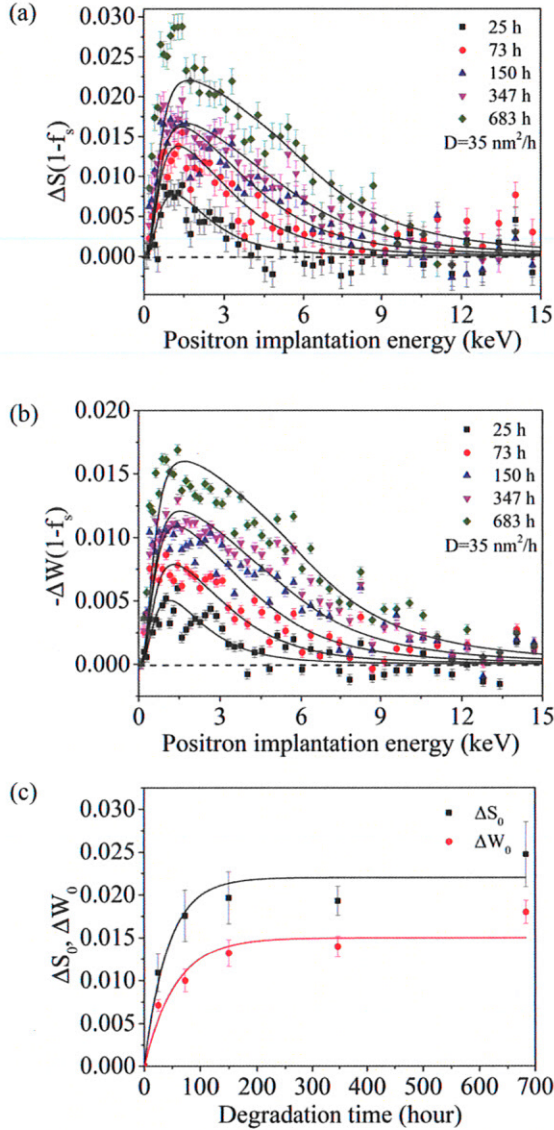 (a)
0.030
0.025
0.020
0.015
0.010
0.005
0.000
ΔS(1-fₛ)
25 h
73 h
150 h
347 h
683 h
D=35 nm²/h
0 3 6 9 12 15
Positron implantation energy (keV)
(b)
0.020
0.015
0.010
0.005
0.000
-ΔW(1-fₛ)
25 h
73 h
150 h
347 h
683 h
D=35 nm²/h
0 3 6 9 12 15
Positron implantation energy (keV)
(c)
0.030
0.025
0.020
0.015
0.010
0.005
0.000
ΔS₀, ΔW₀
ΔS₀
ΔW₀
0 100 200 300 400 500 600 700
Degradation time (hour)